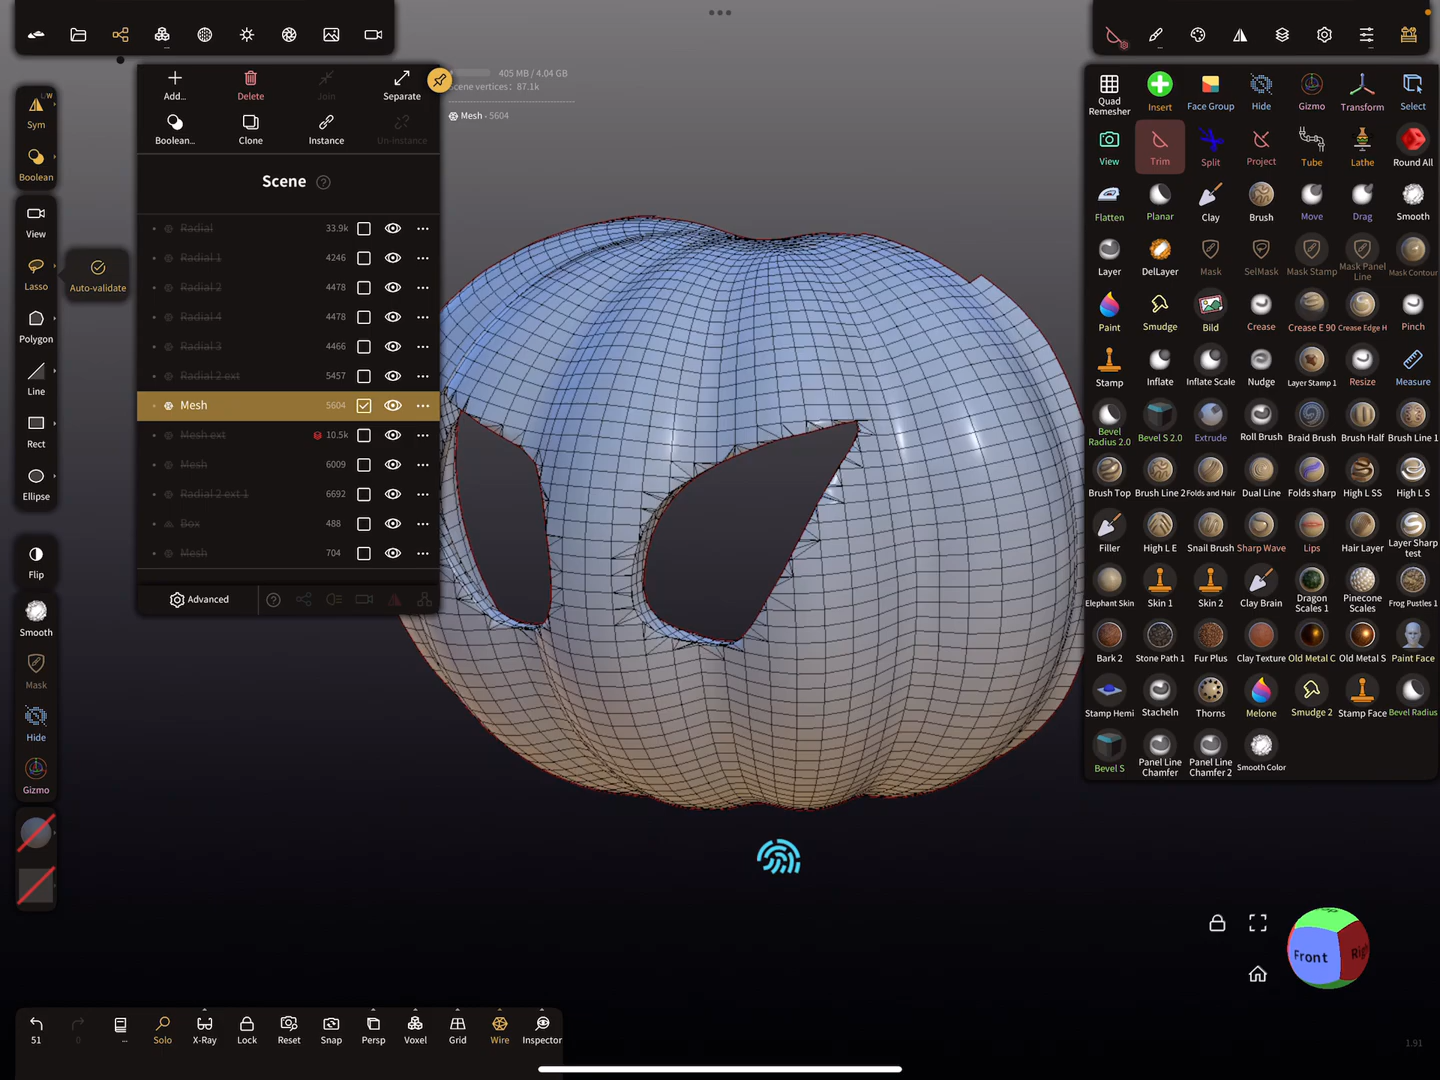 405 MB / 4.04 GB
Scene vertices: 87.1k
Mesh - 5604
Add...
Delete
Join
Separate
Boolean...
Clone
Instance
Un-instance
Scene
?
Radial 33.9k
Radial 1 4246
Radial 2 4478
Radial 4 4478
Radial 3 4466
Radial 2 ext 5457
Mesh 5604
Mesh ext 10.5k
Mesh 6009
Radial 2 ext 1 6692
Box 488
Mesh 704
Advanced
?
LW
Sym
Boolean
View
Lasso
Auto-validate
Polygon
Line
Rect
Ellipse
Flip
Smooth
Mask
Hide
Gizmo
Quad Remesher
Insert
Face Group
Hide
Gizmo
Transform
Select
View
Trim
Split
Project
Tube
Lathe
Round All
Flatten
Planar
Clay
Brush
Move
Drag
Smooth
Layer
DelLayer
Mask
SelMask
Mask Stamp
Mask Panel Line
Mask Contour
Paint
Smudge
Bild
Crease
Crease E 90
Crease Edge H
Pinch
Stamp
Inflate
Inflate Scale
Nudge
Layer Stamp 1
Resize
Measure
Bevel Radius 2.0
Bevel S 2.0
Extrude
Roll Brush
Braid Brush
Brush Half
Brush Line 1
Brush Top
Brush Line 2
Folds and Hair
Dual Line
Folds sharp
High L SS
High L S
Filler
High L E
Snail Brush
Sharp Wave
Lips
Hair Layer
Layer Sharp test
Elephant Skin
Skin 1
Skin 2
Clay Brain
Dragon Scales 1
Pinecone Scales
Frog Pustles 1
Bark 2
Stone Path 1
Fur Plus
Clay Texture
Old Metal C
Old Metal S
Paint Face
Stamp Hemi
Stacheln
Thorns
Melone
Smudge 2
Stamp Face
Bevel Radius
Bevel S
Panel Line Chamfer
Panel Line Chamfer 2
Smooth Color
Up
Front
Rig
51
0
...
Solo
X-Ray
Lock
Reset
Snap
Persp
Voxel
Grid
Wire
Inspector
1.91